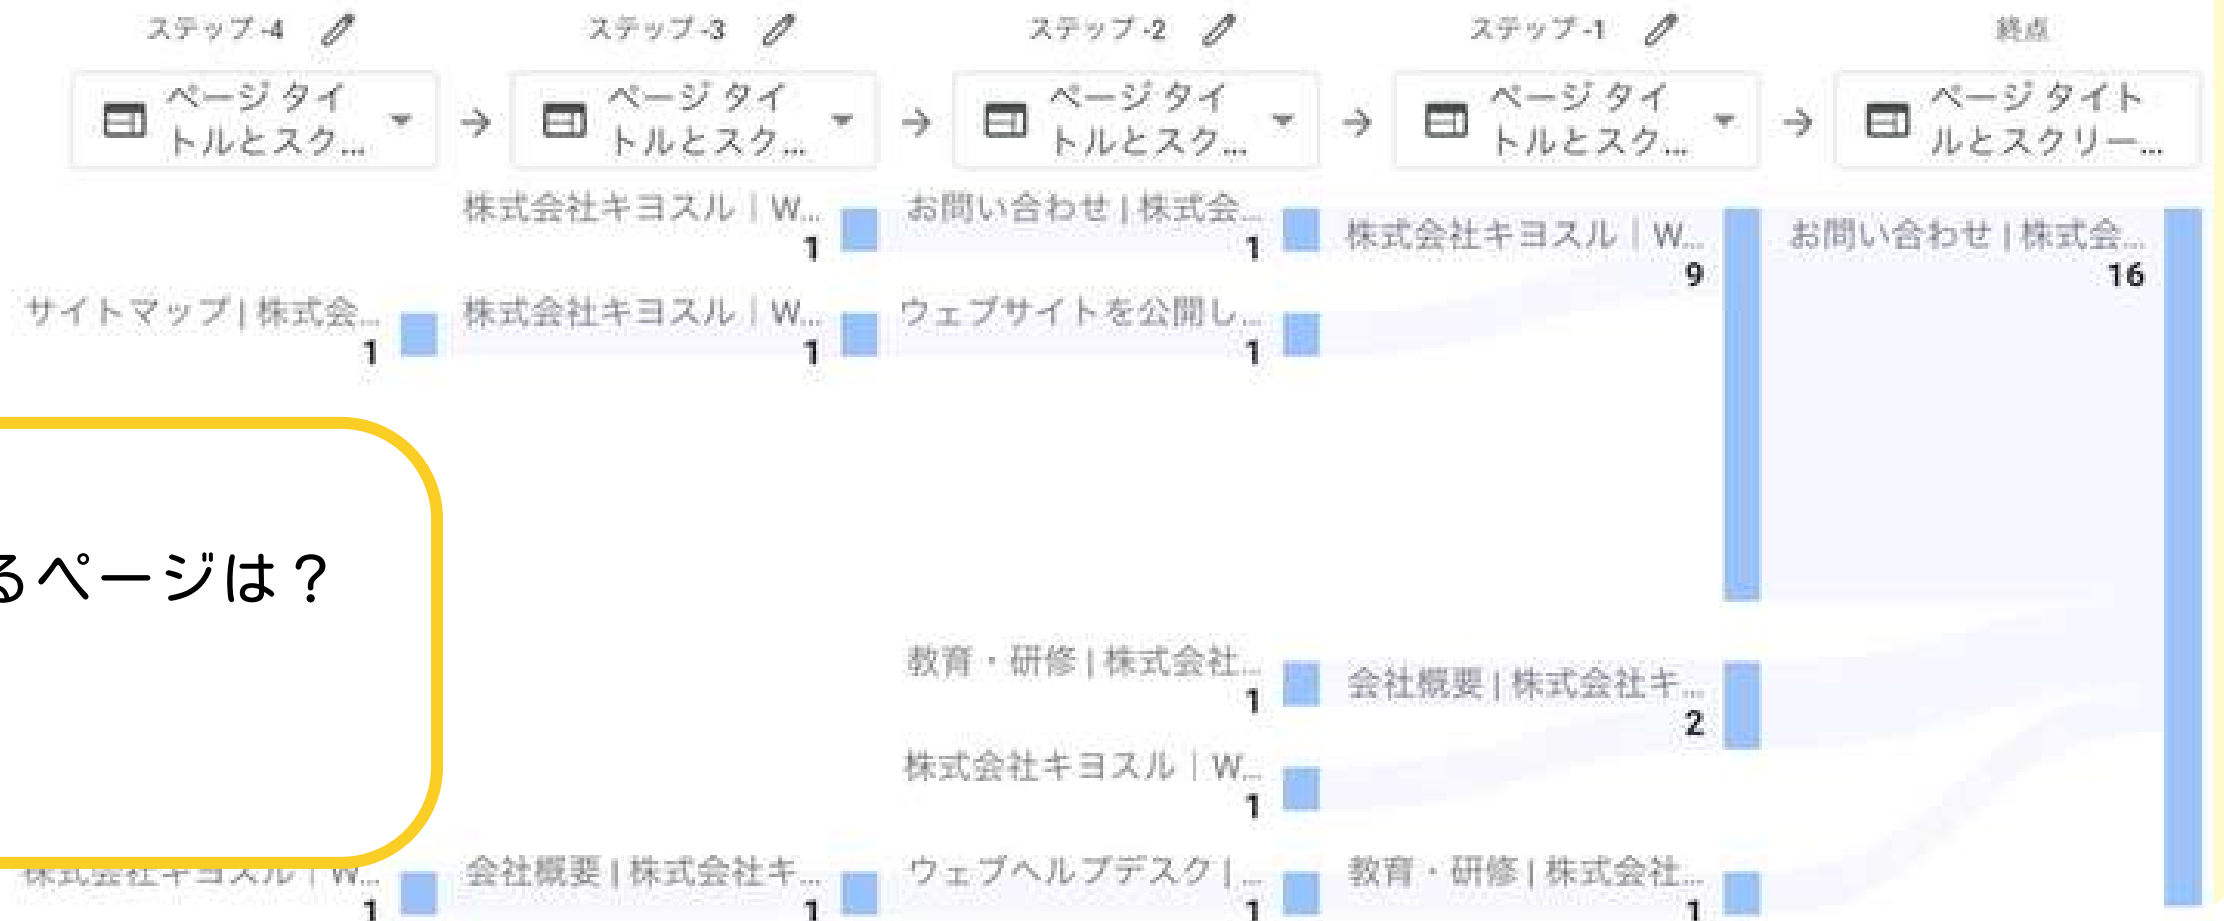 ステップ -4
ステップ -3
ステップ -2
ステップ -1
終点
ページ タイ
トルとスク...
ページ タイ
トルとスク...
ページ タイ
トルとスク...
ページ タイ
トルとスク...
ページ タイト
ルとスクリー...
株式会社キヨスル｜W...
1
お問い合わせ | 株式会...
1
株式会社キヨスル｜W...
9
お問い合わせ | 株式会...
16
サイトマップ | 株式会...
1
株式会社キヨスル｜W...
1
ウェブサイトを公開し...
1
るページは？
教育・研修 | 株式会社...
1
会社概要 | 株式会社キ...
2
株式会社キヨスル｜W...
1
株式会社キヨスル｜W...
1
会社概要 | 株式会社キ...
1
ウェブヘルプデスク | ...
1
教育・研修 | 株式会社...
1